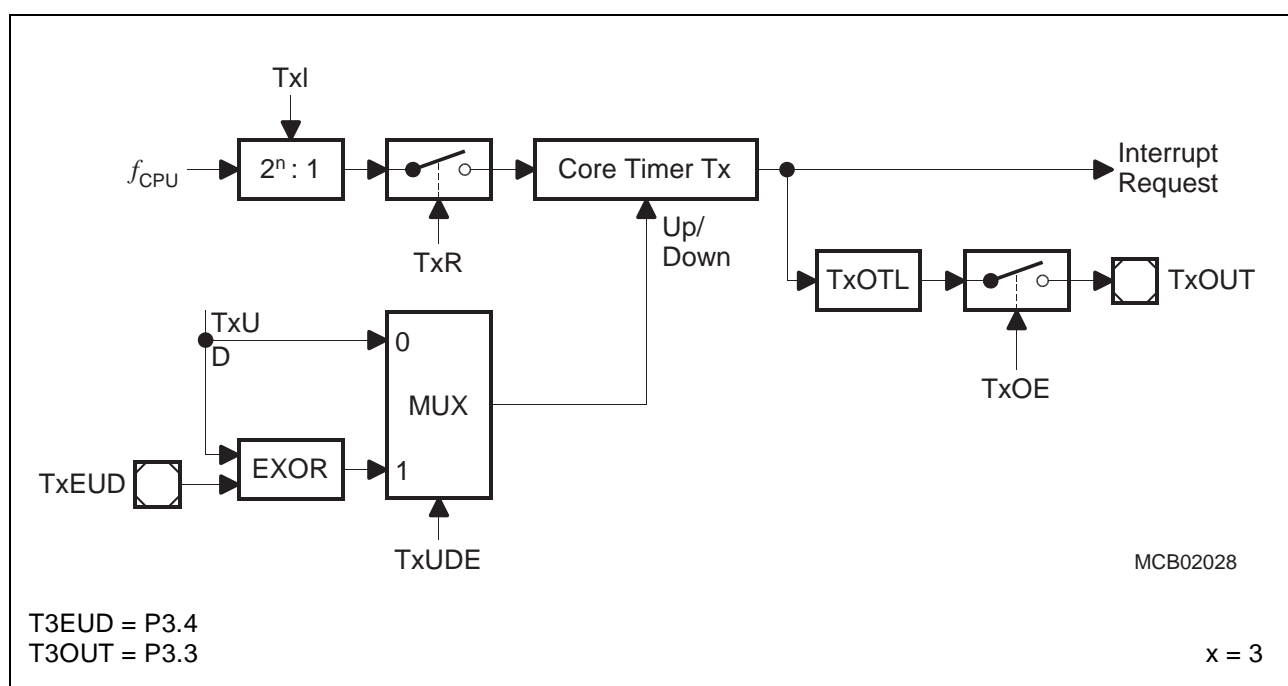 TxI
fCPU
2n : 1
Core Timer Tx
Interrupt
Request
TxR
Up/
Down
TxOTL
TxOUT
TxOE
TxU
D
0
MUX
EXOR
1
TxEUD
TxUDE
MCB02028
T3EUD = P3.4
T3OUT = P3.3
x = 3